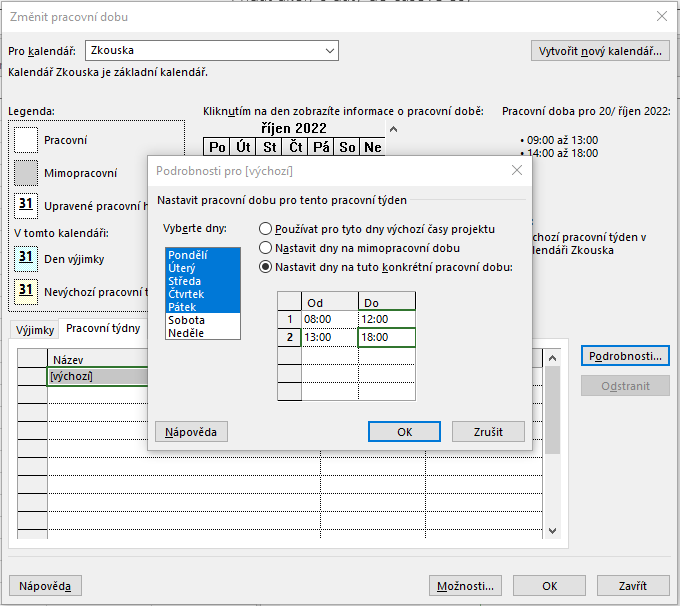 Změnit pracovní dobu
Pro kalendář: Zkouska
Vytvořit nový kalendář...
Kalendář Zkouska je základní kalendář.
Legenda:
Kliknutím na den zobrazíte informace o pracovní době:
Pracovní doba pro 20/ říjen 2022:
Pracovní
říjen 2022
• 09:00 až 13:00
Po Út St Čt Pá So Ne
• 14:00 až 18:00
Mimopracovní
31 Upravené pracovní
V tomto kalendáři:
31 Den výjimky
31 Nevýchozí pracovní
chozí pracovní týden v
lendáři Zkouska
Podrobnosti pro [výchozí]
Nastavit pracovní dobu pro tento pracovní týden
Vyberte dny:
Používat pro tyto dny výchozí časy projektu
Nastavit dny na mimopracovní dobu
Nastavit dny na tuto konkrétní pracovní dobu:
Pondělí
Úterý
Středa
Čtvrtek
Pátek
Sobota
Neděle
Od Do
1 08:00 12:00
2 13:00 18:00
Nápověda
OK
Zrušit
Výjimky
Pracovní týdny
Název
[výchozí]
Podrobnosti...
Odstranit
Nápověda
Možnosti...
OK
Zavřít